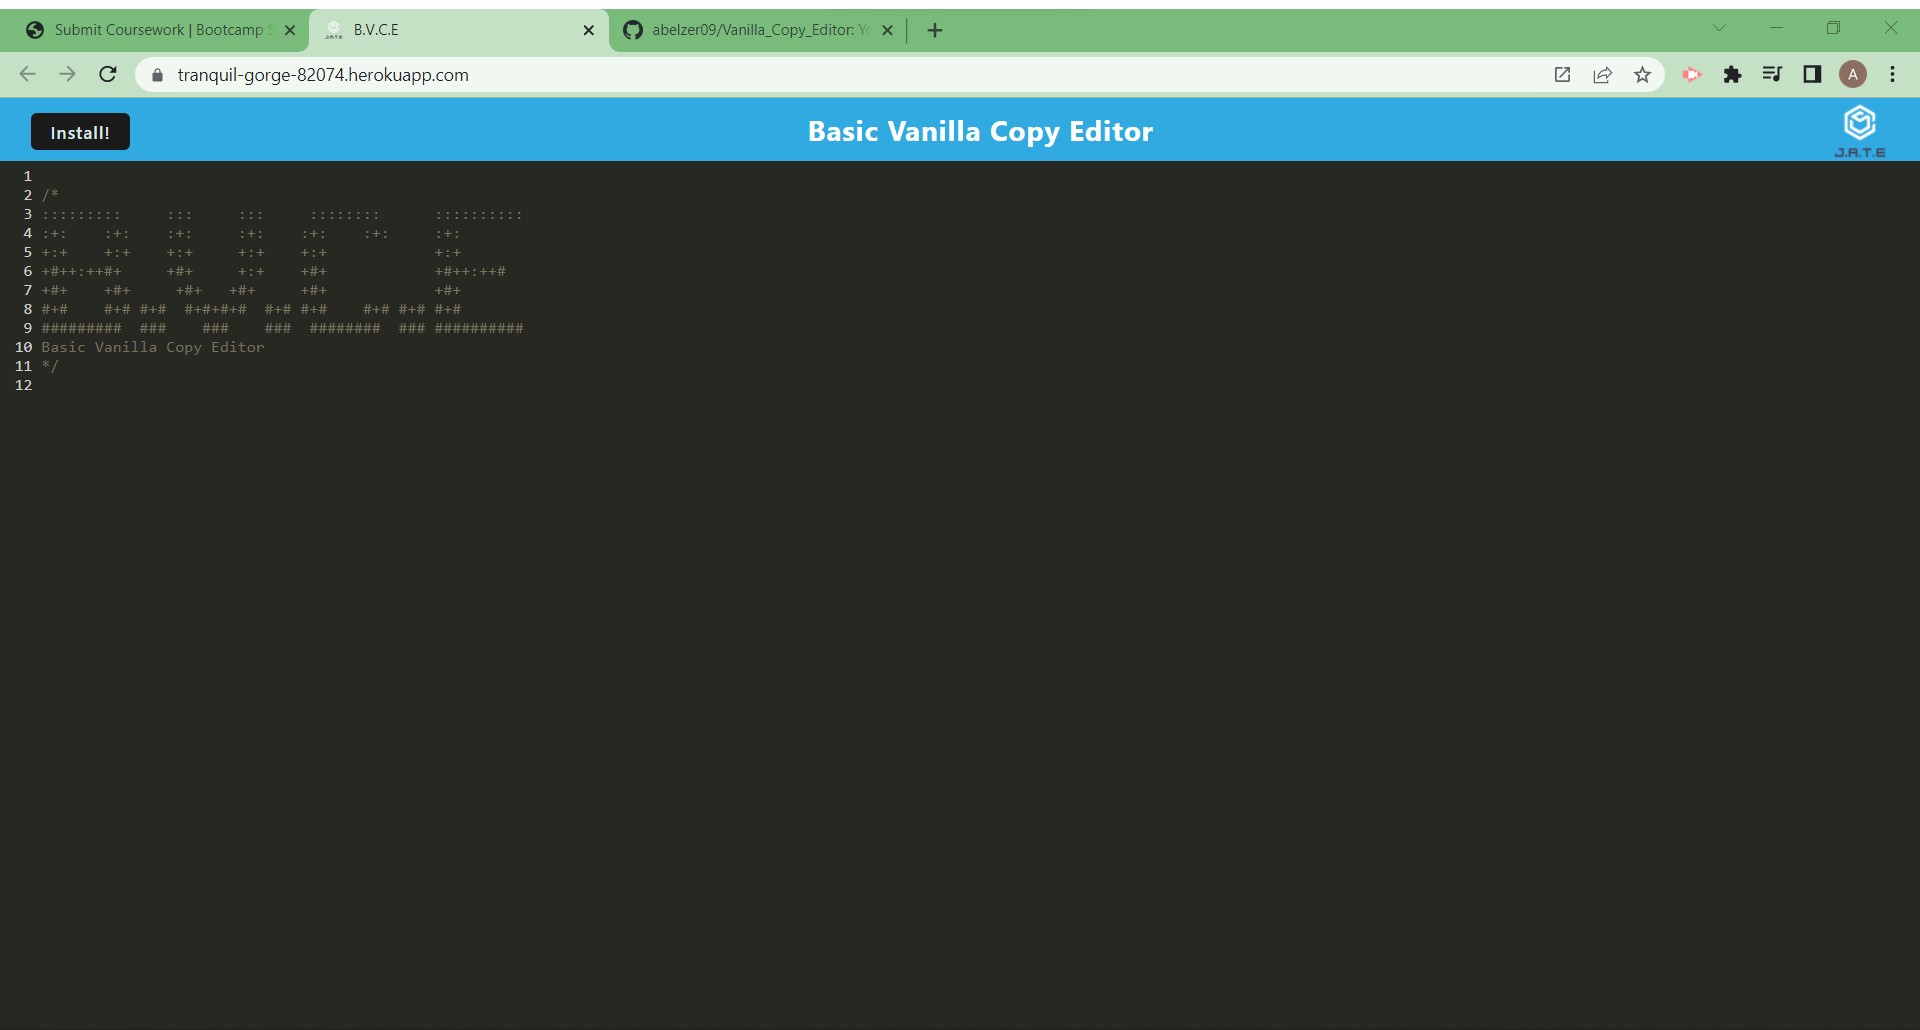 Submit Coursework | Bootcamp S
B.V.C.E
abelzer09/Vanilla_Copy_Editor: Yo
tranquil-gorge-82074.herokuapp.com
A
Install!
Basic Vanilla Copy Editor
J.A.T.E
1
2 /*
3 :::::::::     :::     :::     ::::::::      ::::::::::
4 :+:    :+:    :+:     :+:    :+:    :+:     :+:
5 +:+    +:+    +:+     +:+    +:+            +:+
6 +#++:++#+     +#+     +:+    +#+            +#++:++#
7 +#+    +#+     +#+   +#+     +#+            +#+
8 #+#    #+# #+#  #+#+#+#  #+# #+#    #+# #+# #+#
9 #########  ###    ###    ###  ########  ### ##########
10 Basic Vanilla Copy Editor
11 */
12